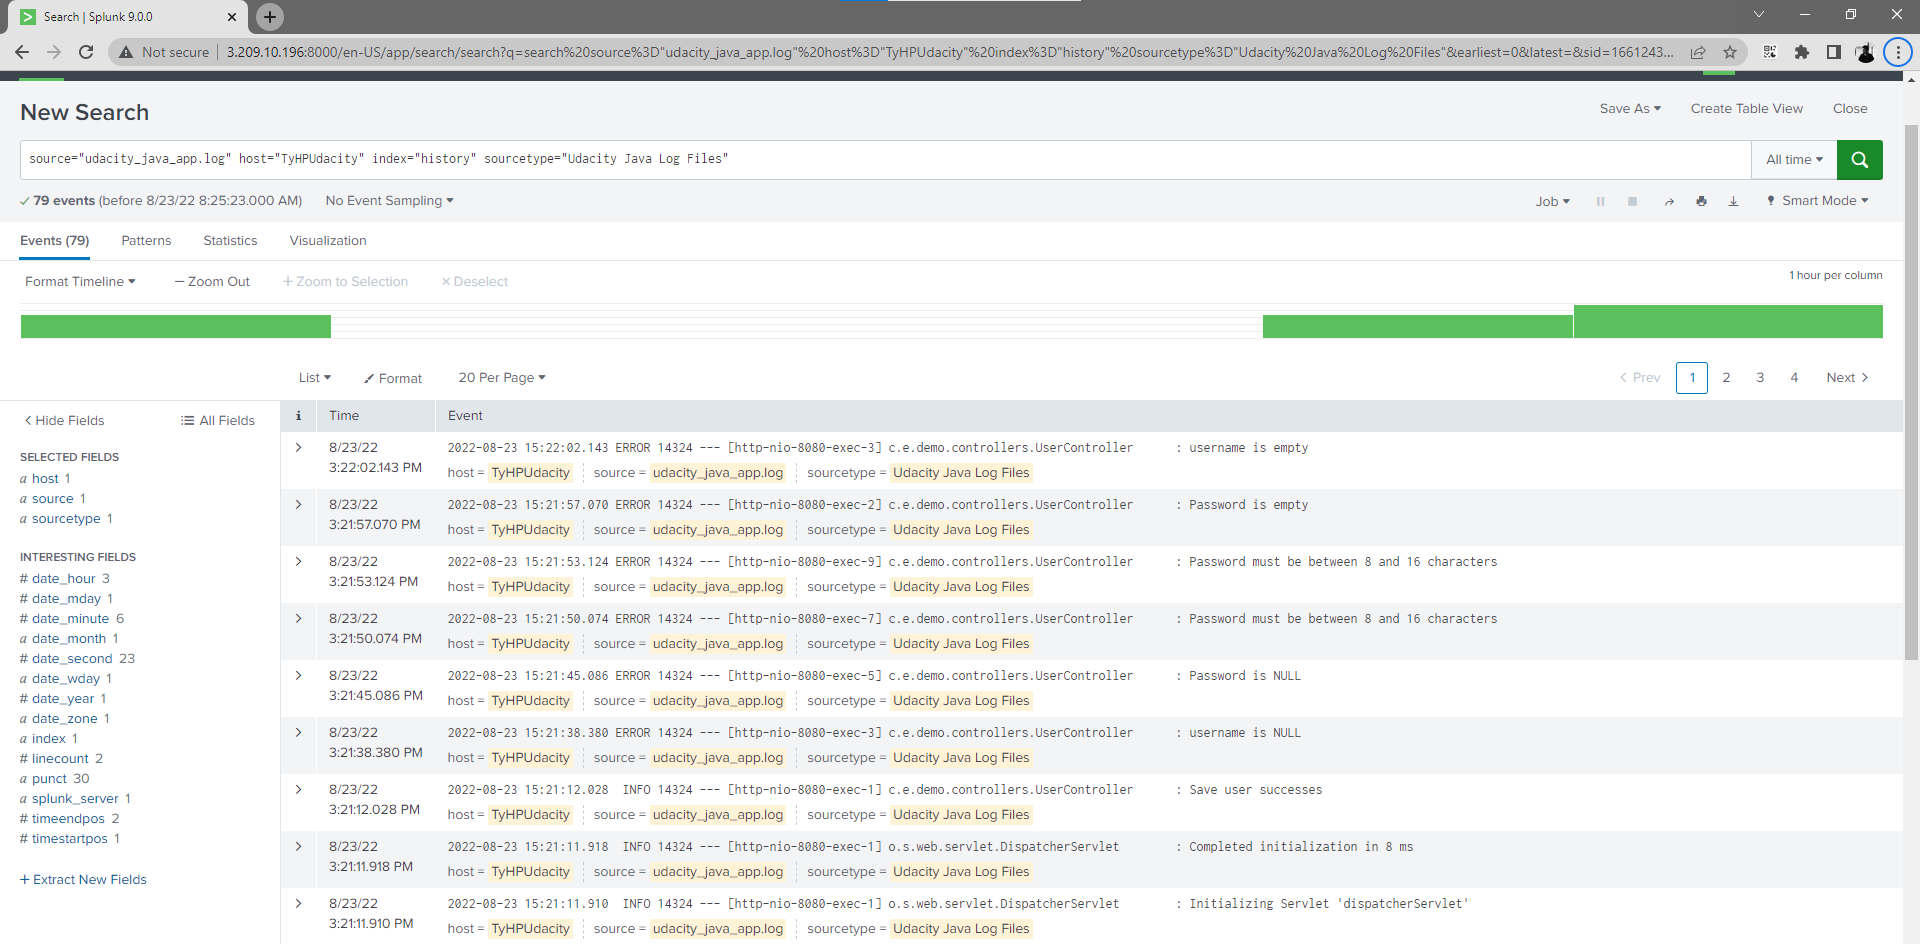 Search | Splunk 9.0.0
Not secure 3.209.10.196:8000/en-US/app/search/search?q=search%20source%3D"udacity_java_app.log"%20host%3D"TyHPUdacity"%20index%3D"history"%20sourcetype%3D"Udacity%20Java%20Log%20Files"&earliest=0&latest=&sid=1661243...
New Search
Save As Create Table View Close
source="udacity_java_app.log" host="TyHPUdacity" index="history" sourcetype="Udacity Java Log Files"
All time
79 events (before 8/23/22 8:25:23.000 AM) No Event Sampling
Job Smart Mode
Events (79) Patterns Statistics Visualization
Format Timeline — Zoom Out + Zoom to Selection × Deselect
1 hour per column
List Format 20 Per Page
< Prev 1 2 3 4 Next >
< Hide Fields All Fields
SELECTED FIELDS
a host 1
a source 1
a sourcetype 1
INTERESTING FIELDS
# date_hour 3
# date_mday 1
# date_minute 6
a date_month 1
# date_second 23
a date_wday 1
# date_year 1
a date_zone 1
a index 1
# linecount 2
a punct 30
a splunk_server 1
# timeendpos 2
# timestartpos 1
+ Extract New Fields
i Time Event
> 8/23/22 2022-08-23 15:22:02.143 ERROR 14324 --- [http-nio-8080-exec-3] c.e.demo.controllers.UserController : username is empty
3:22:02.143 PM host = TyHPUdacity source = udacity_java_app.log sourcetype = Udacity Java Log Files
> 8/23/22 2022-08-23 15:21:57.070 ERROR 14324 --- [http-nio-8080-exec-2] c.e.demo.controllers.UserController : Password is empty
3:21:57.070 PM host = TyHPUdacity source = udacity_java_app.log sourcetype = Udacity Java Log Files
> 8/23/22 2022-08-23 15:21:53.124 ERROR 14324 --- [http-nio-8080-exec-9] c.e.demo.controllers.UserController : Password must be between 8 and 16 characters
3:21:53.124 PM host = TyHPUdacity source = udacity_java_app.log sourcetype = Udacity Java Log Files
> 8/23/22 2022-08-23 15:21:50.074 ERROR 14324 --- [http-nio-8080-exec-7] c.e.demo.controllers.UserController : Password must be between 8 and 16 characters
3:21:50.074 PM host = TyHPUdacity source = udacity_java_app.log sourcetype = Udacity Java Log Files
> 8/23/22 2022-08-23 15:21:45.086 ERROR 14324 --- [http-nio-8080-exec-5] c.e.demo.controllers.UserController : Password is NULL
3:21:45.086 PM host = TyHPUdacity source = udacity_java_app.log sourcetype = Udacity Java Log Files
> 8/23/22 2022-08-23 15:21:38.380 ERROR 14324 --- [http-nio-8080-exec-3] c.e.demo.controllers.UserController : username is NULL
3:21:38.380 PM host = TyHPUdacity source = udacity_java_app.log sourcetype = Udacity Java Log Files
> 8/23/22 2022-08-23 15:21:12.028 INFO 14324 --- [http-nio-8080-exec-1] c.e.demo.controllers.UserController : Save user successes
3:21:12.028 PM host = TyHPUdacity source = udacity_java_app.log sourcetype = Udacity Java Log Files
> 8/23/22 2022-08-23 15:21:11.918 INFO 14324 --- [http-nio-8080-exec-1] o.s.web.servlet.DispatcherServlet : Completed initialization in 8 ms
3:21:11.918 PM host = TyHPUdacity source = udacity_java_app.log sourcetype = Udacity Java Log Files
> 8/23/22 2022-08-23 15:21:11.910 INFO 14324 --- [http-nio-8080-exec-1] o.s.web.servlet.DispatcherServlet : Initializing Servlet 'dispatcherServlet'
3:21:11.910 PM host = TyHPUdacity source = udacity_java_app.log sourcetype = Udacity Java Log Files